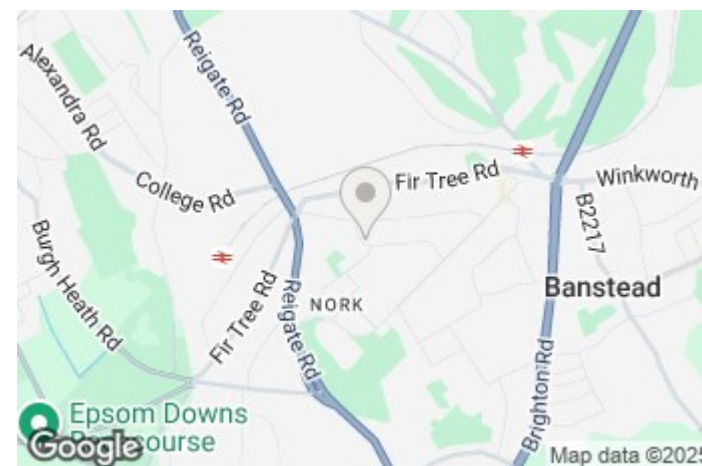 Alexandra Rd
Reigate Rd
College Rd
Fir Tree Rd
Winkworth
B2217
Burgh Heath Rd
Fir Tree Rd
Reigate Rd
NORK
Banstead
Brighton Rd
Epsom Downs
Racecourse
Google
Map data ©2025